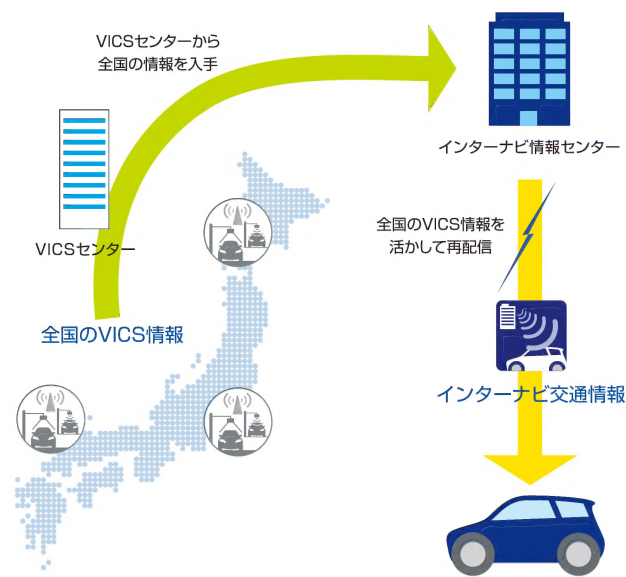 VICSセンターから
全国の情報を入手
インターナビ情報センター
VICSセンター
全国のVICS情報を
活かして再配信
全国のVICS情報
インターナビ交通情報